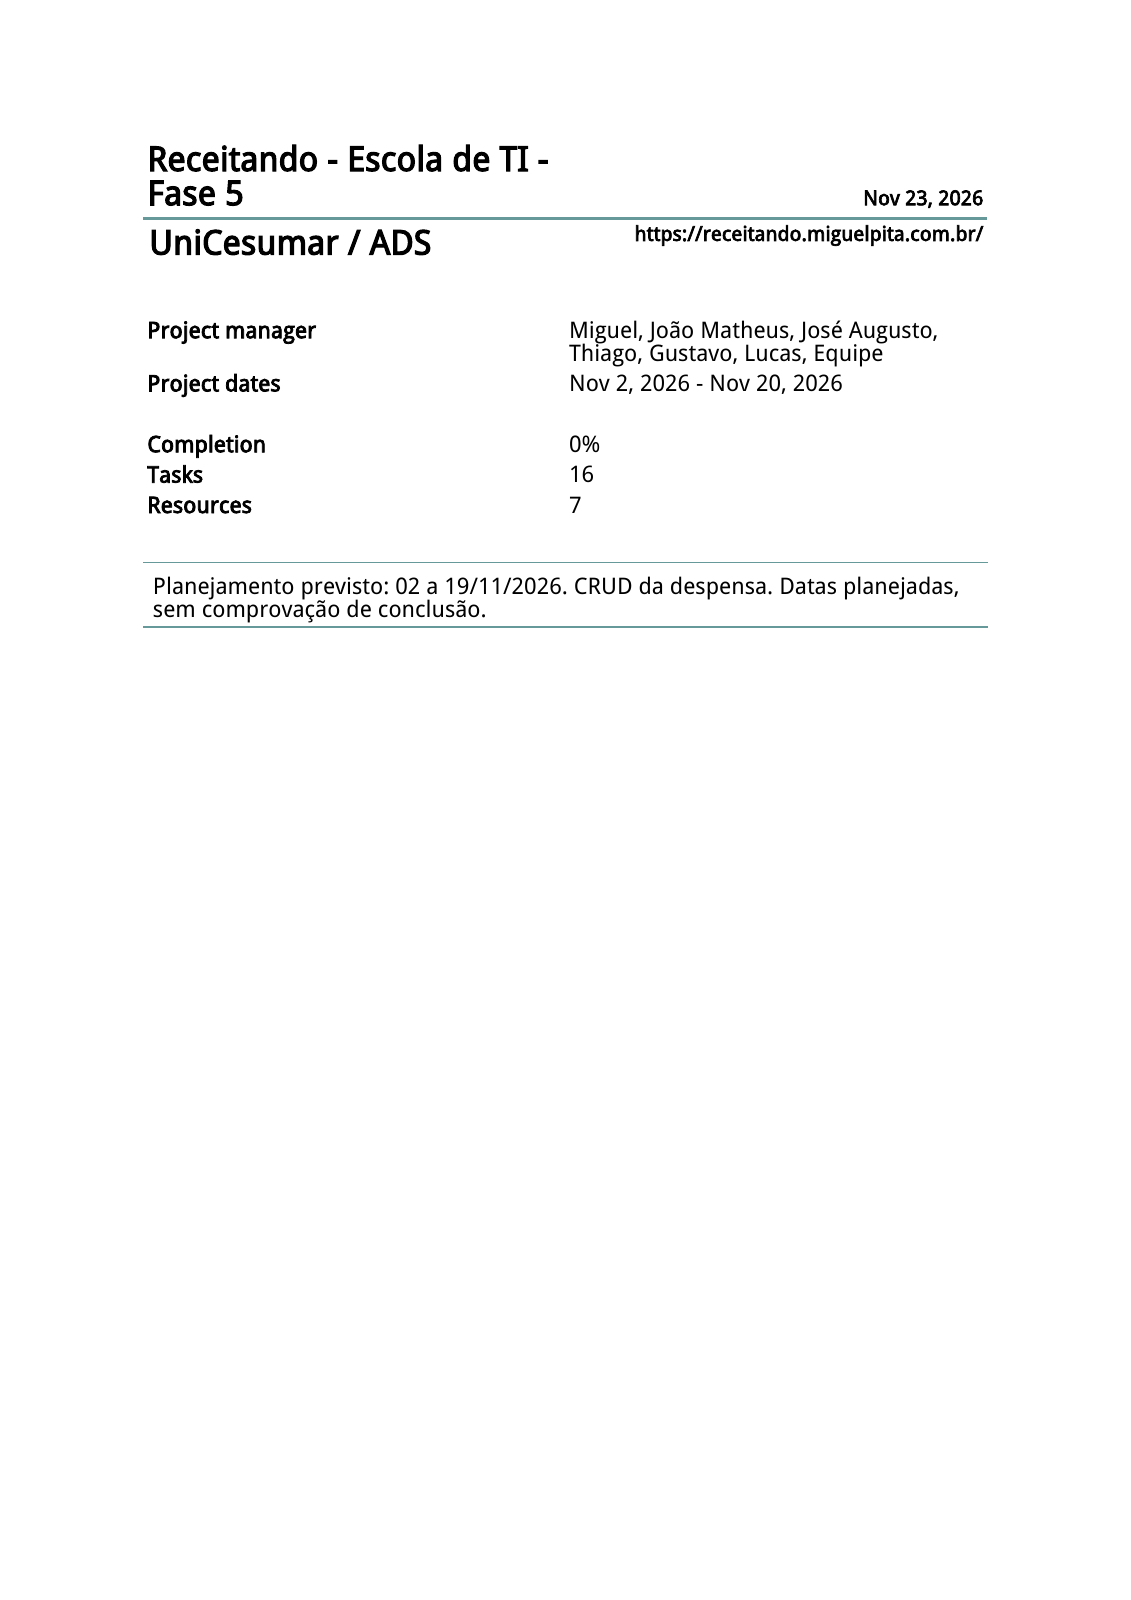 Receitando - Escola de TI -
Fase 5
Nov 23, 2026
UniCesumar / ADS
https://receitando.miguelpita.com.br/
Project manager
Miguel, João Matheus, José Augusto,
Thiago, Gustavo, Lucas, Equipe
Project dates
Nov 2, 2026 - Nov 20, 2026
Completion
0%
Tasks
16
Resources
7
Planejamento previsto: 02 a 19/11/2026. CRUD da despensa. Datas planejadas,
sem comprovação de conclusão.